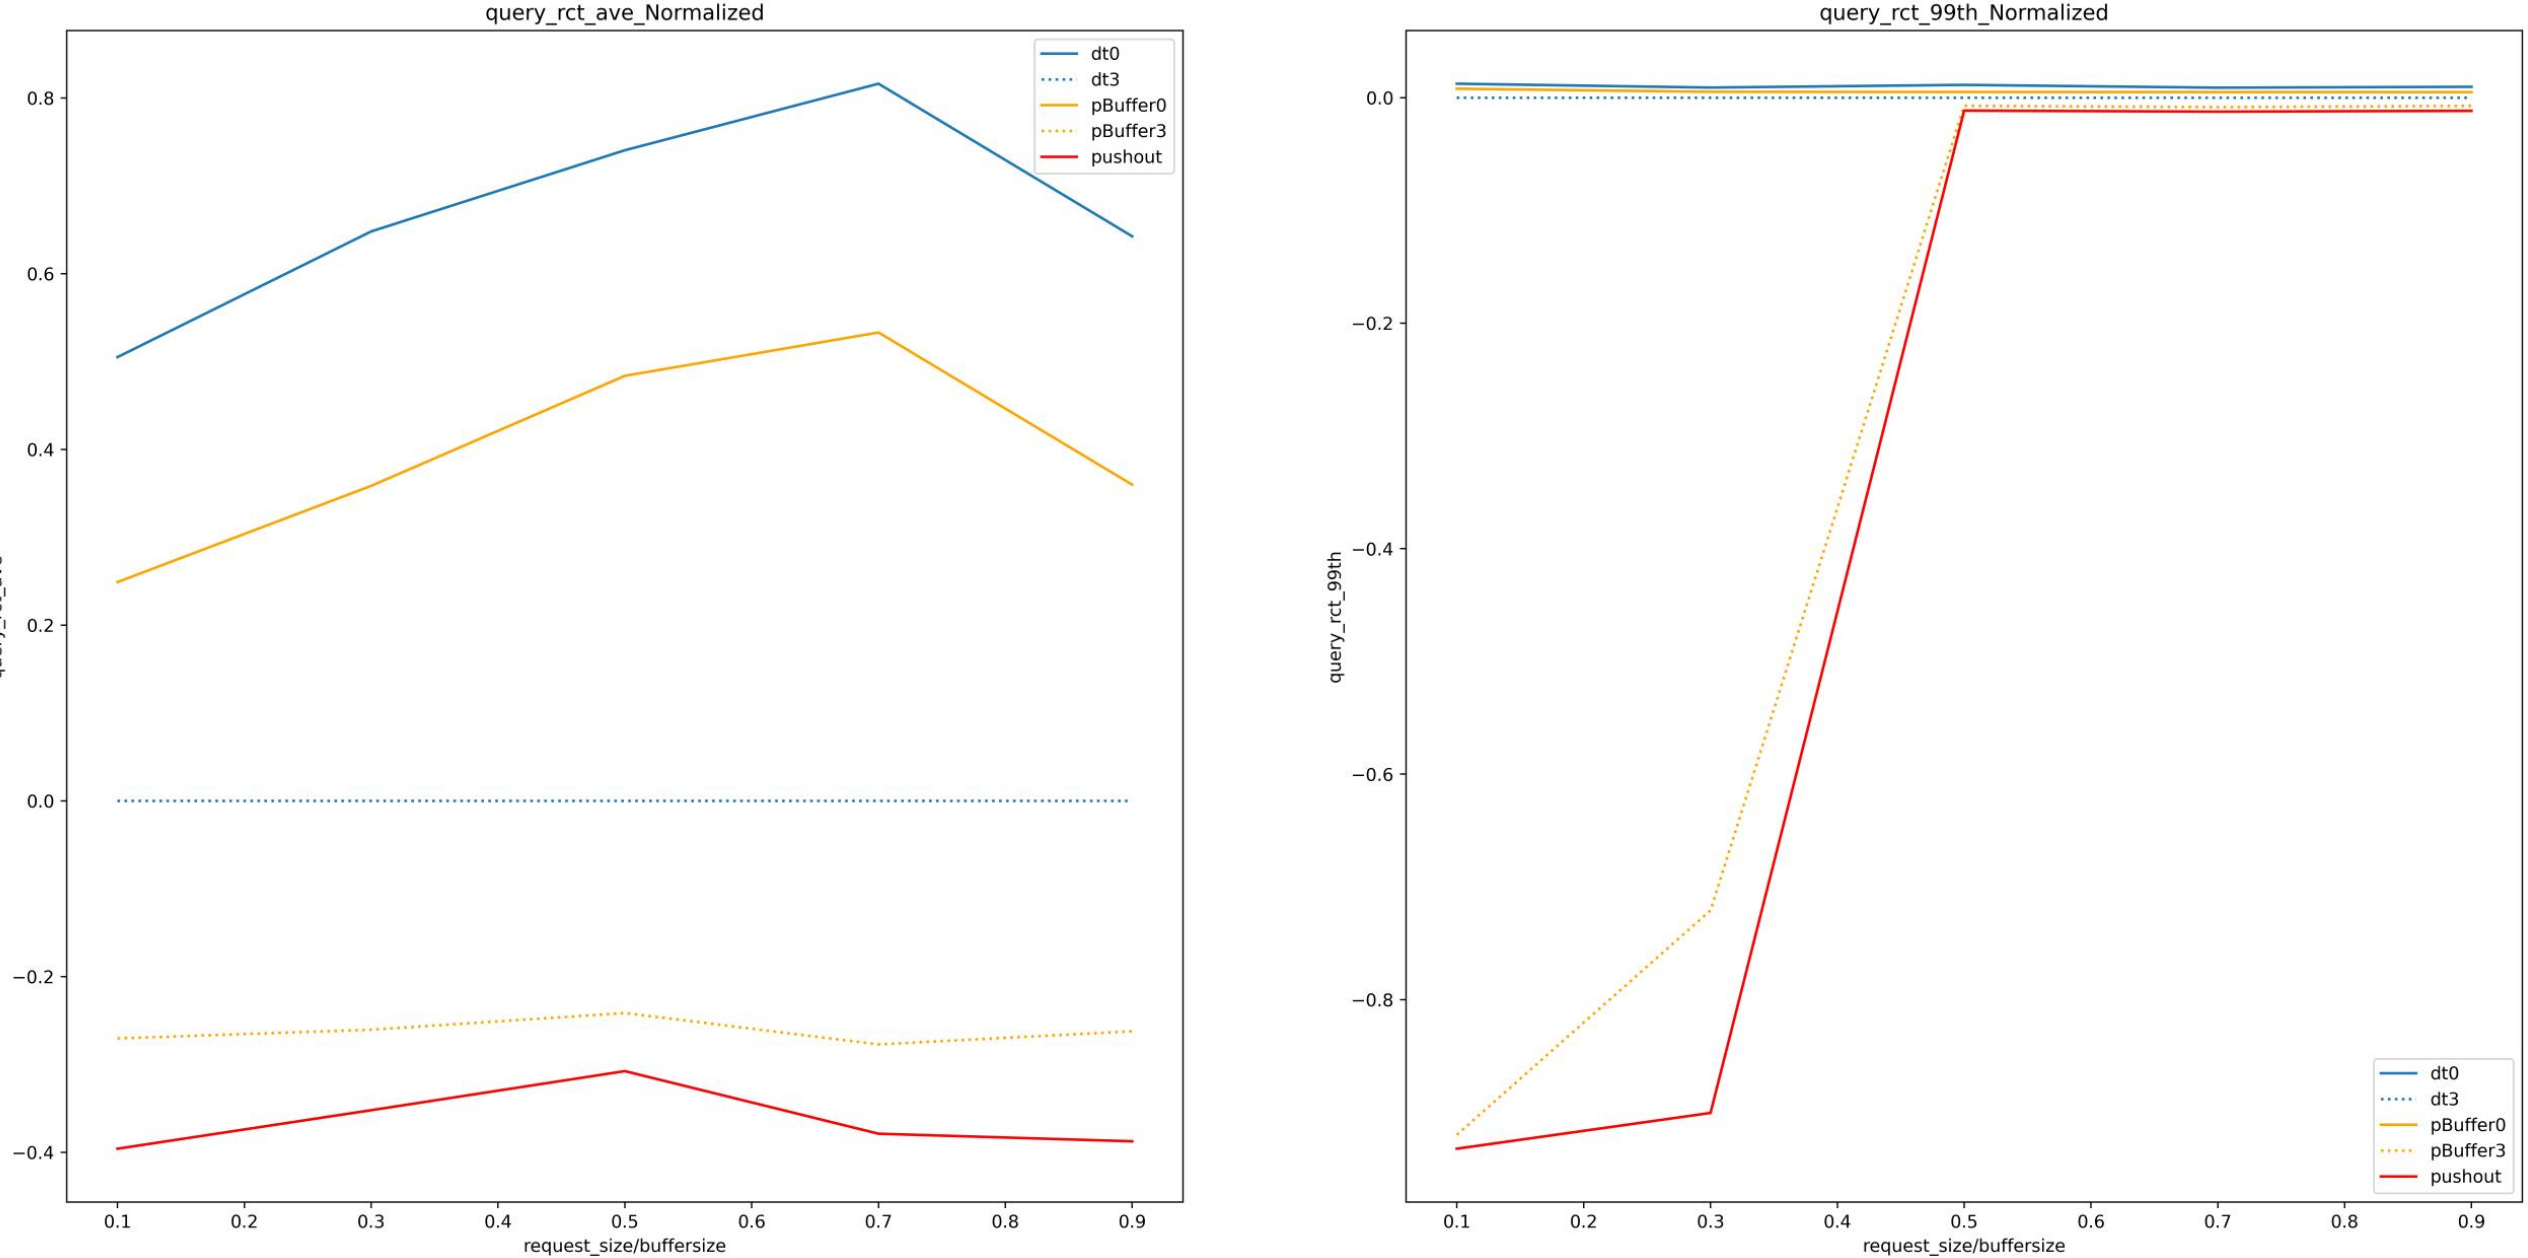 query_rct_ave_Normalized
0.8
0.6
0.4
0.2
0.0
−0.2
−0.4
dt0
dt3
pBuffer0
pBuffer3
pushout
0.1 0.2 0.3 0.4 0.5 0.6 0.7 0.8 0.9
request_size/buffersize
query_rct_99th_Normalized
query_rct_99th
0.0
−0.2
−0.4
−0.6
−0.8
dt0
dt3
pBuffer0
pBuffer3
pushout
0.1 0.2 0.3 0.4 0.5 0.6 0.7 0.8 0.9
request_size/buffersize